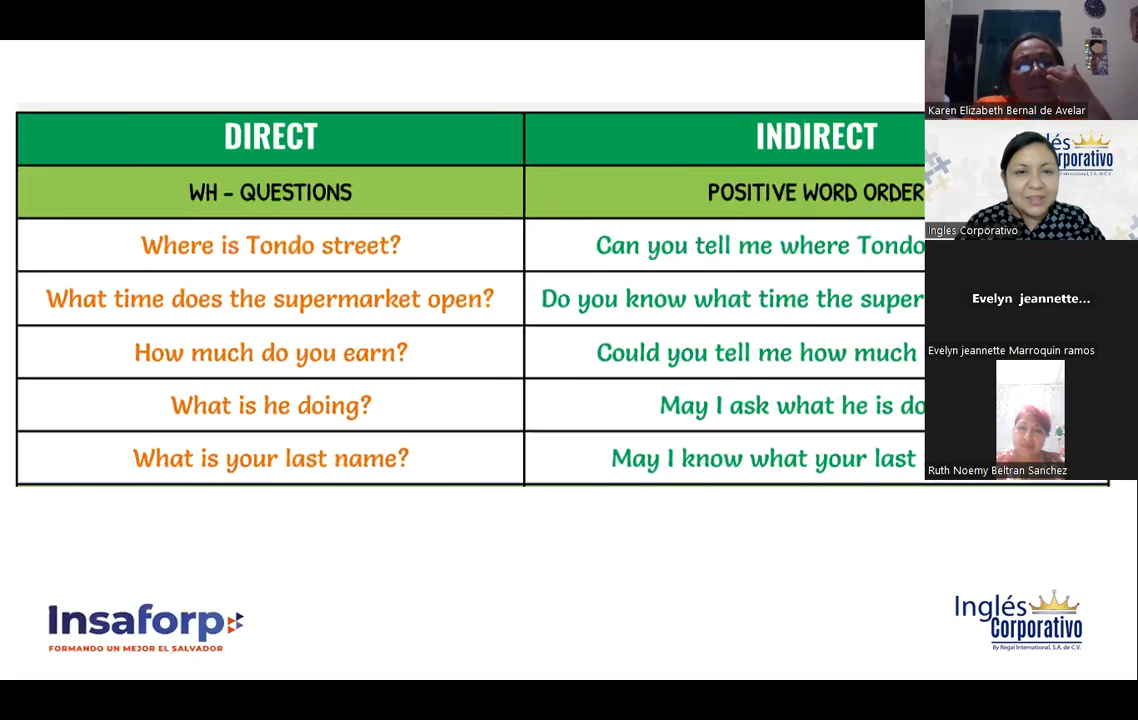 DIRECT
INDIRECT
WH - QUESTIONS
POSITIVE WORD ORDER
Where is Tondo street?
Can you tell me where Tondo
What time does the supermarket open?
Do you know what time the super
How much do you earn?
Could you tell me how much
What is he doing?
May I ask what he is do
What is your last name?
May I know what your last
Insaforp
FORMANDO UN MEJOR EL SALVADOR
Inglés
Corporativo
By Regal International, S.A. de C.V.
Karen Elizabeth Bernal de Avelar
Ingles Corporativo
Evelyn jeannette...
Evelyn jeannette Marroquin ramos
Ruth Noemy Beltran Sanchez